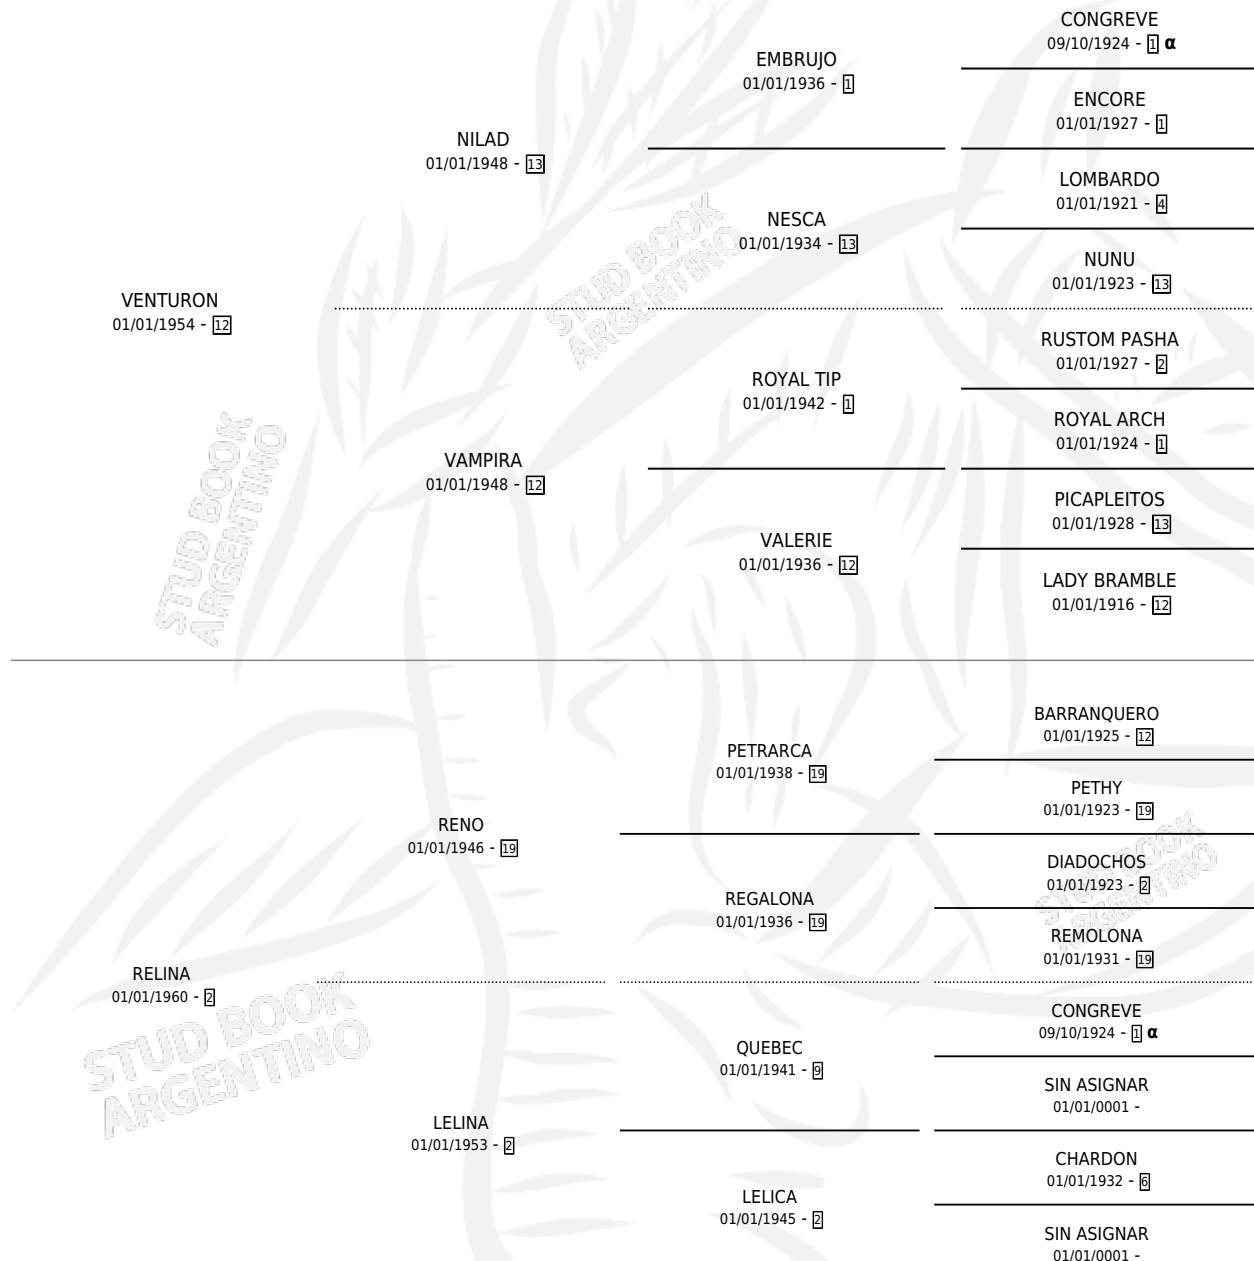 CONGREVE
09/10/1924 - 1 α
EMBRUJO
01/01/1936 - 1
ENCORE
01/01/1927 - 1
NILAD
01/01/1948 - 13
LOMBARDO
01/01/1921 - 4
NESCA
01/01/1934 - 13
NUNU
01/01/1923 - 13
VENTURON
01/01/1954 - 12
RUSTOM PASHA
01/01/1927 - 2
ROYAL TIP
01/01/1942 - 1
ROYAL ARCH
01/01/1924 - 1
VAMPIRA
01/01/1948 - 12
PICAPLEITOS
01/01/1928 - 13
VALERIE
01/01/1936 - 12
LADY BRAMBLE
01/01/1916 - 12
BARRANQUERO
01/01/1925 - 12
PETRARCA
01/01/1938 - 19
PETHY
01/01/1923 - 19
RENO
01/01/1946 - 19
DIADOCHOS
01/01/1923 - 2
REGALONA
01/01/1936 - 19
REMOLONA
01/01/1931 - 19
RELINA
01/01/1960 - 2
CONGREVE
09/10/1924 - 1 α
QUEBEC
01/01/1941 - 9
SIN ASIGNAR
01/01/0001 -
LELINA
01/01/1953 - 2
CHARDON
01/01/1932 - 6
LELICA
01/01/1945 - 2
SIN ASIGNAR
01/01/0001 -
STUD BOOK
ARGENTINO
STUD BOOK
ARGENTINO
STUD BOOK
ARGENTINO
STUD BOOK
ARGENTINO